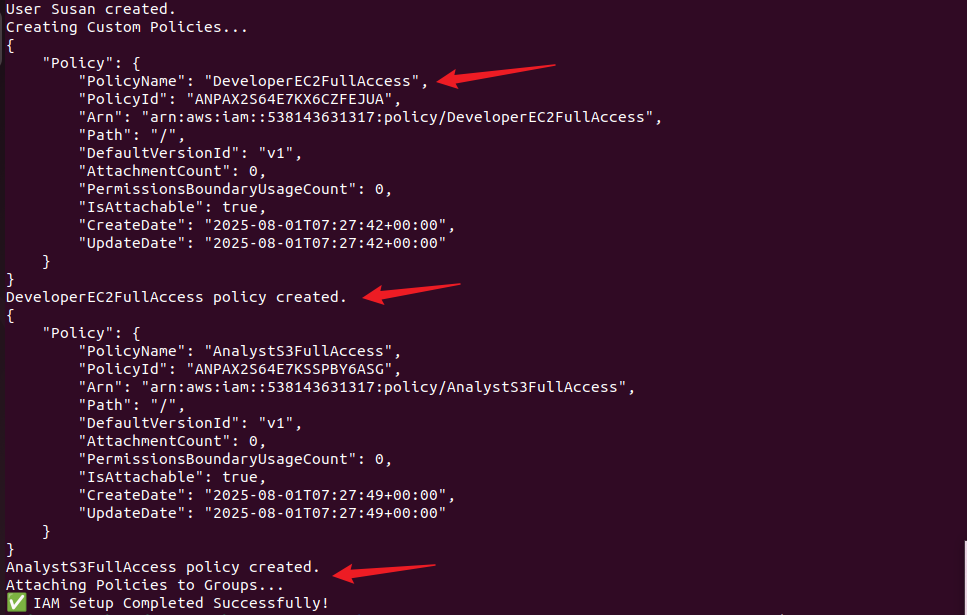 User Susan created.
Creating Custom Policies...
{
    "Policy": {
        "PolicyName": "DeveloperEC2FullAccess",
        "PolicyId": "ANPAX2S64E7KX6CZFEJUA",
        "Arn": "arn:aws:iam::538143631317:policy/DeveloperEC2FullAccess",
        "Path": "/",
        "DefaultVersionId": "v1",
        "AttachmentCount": 0,
        "PermissionsBoundaryUsageCount": 0,
        "IsAttachable": true,
        "CreateDate": "2025-08-01T07:27:42+00:00",
        "UpdateDate": "2025-08-01T07:27:42+00:00"
    }
}
DeveloperEC2FullAccess policy created.
{
    "Policy": {
        "PolicyName": "AnalystS3FullAccess",
        "PolicyId": "ANPAX2S64E7KSSPBY6ASG",
        "Arn": "arn:aws:iam::538143631317:policy/AnalystS3FullAccess",
        "Path": "/",
        "DefaultVersionId": "v1",
        "AttachmentCount": 0,
        "PermissionsBoundaryUsageCount": 0,
        "IsAttachable": true,
        "CreateDate": "2025-08-01T07:27:49+00:00",
        "UpdateDate": "2025-08-01T07:27:49+00:00"
    }
}
AnalystS3FullAccess policy created.
Attaching Policies to Groups...
✅ IAM Setup Completed Successfully!